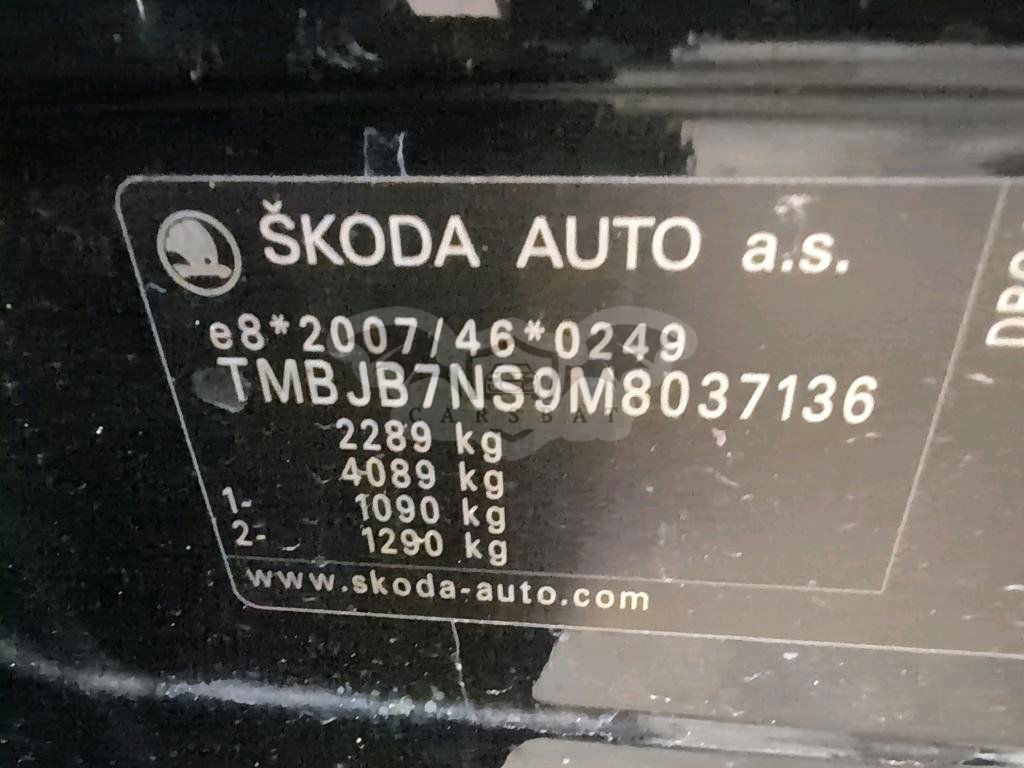 ŠKODA AUTO a.s.
e8*2007/46*0249
TMBJB7NS9M8037136
2289 kg
4089 kg
1- 1090 kg
2- 1290 kg
www.skoda-auto.com
CARSBAT